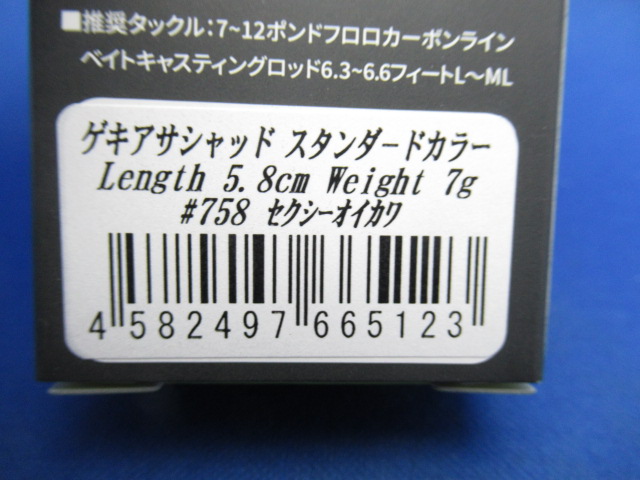 ■推奨タックル:7~12ポンドフロロカーボンライン
ベイトキャスティングロッド6.3~6.6フィートL~ML
ゲキアサシャッド スタンダードカラー
Length 5.8cm Weight 7g
#758 セクシーオイカワ
4 582497 665123